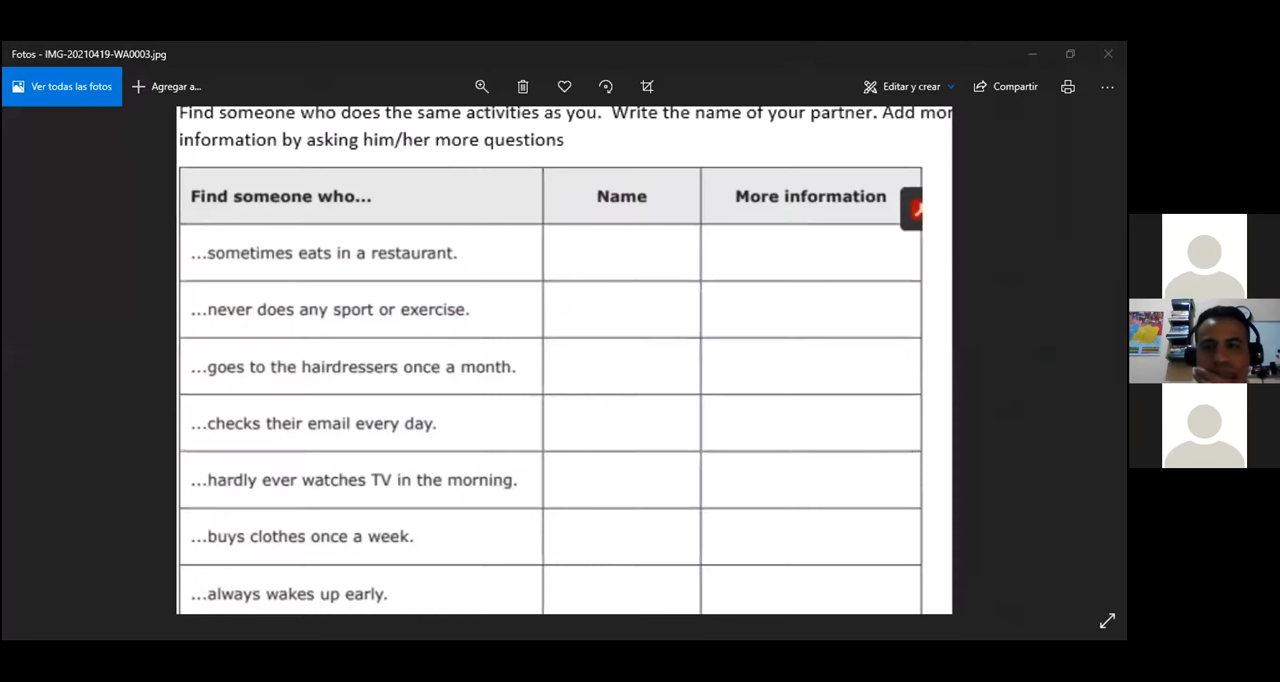 Fotos - IMG-20210419-WA0003.jpg
Ver todas las fotos
Agregar a...
Editar y crear
Compartir
Find someone who does the same activities as you. Write the name of your partner. Add mor
information by asking him/her more questions
Find someone who... Name More information
...sometimes eats in a restaurant.
...never does any sport or exercise.
...goes to the hairdressers once a month.
...checks their email every day.
...hardly ever watches TV in the morning.
...buys clothes once a week.
...always wakes up early.